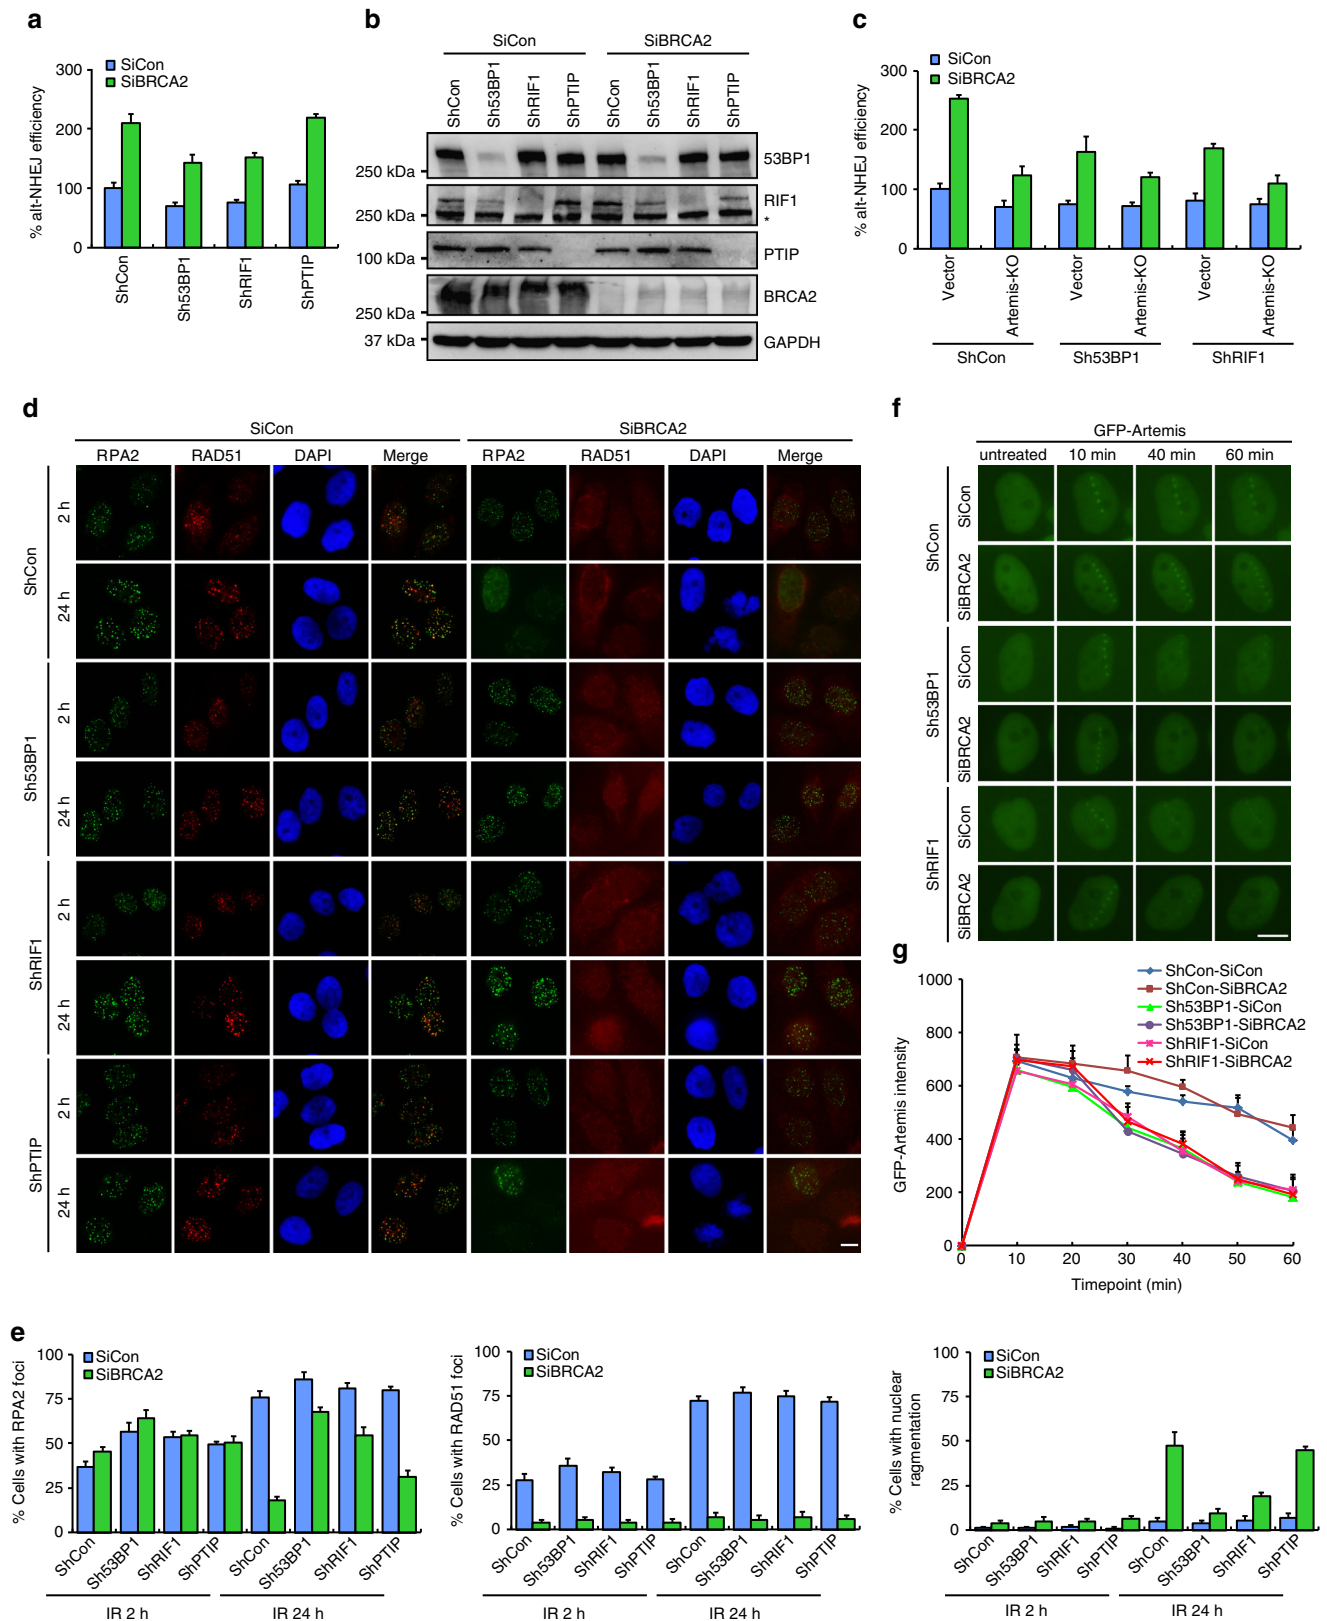 a
SiCon
SiBRCA2
% alt-NHEJ efficiency
300
200
100
0
ShCon
Sh53BP1
ShRIF1
ShPTIP
b
SiCon
SiBRCA2
ShCon
Sh53BP1
ShRIF1
ShPTIP
ShCon
Sh53BP1
ShRIF1
ShPTIP
250 kDa
53BP1
250 kDa
RIF1
*
100 kDa
PTIP
250 kDa
BRCA2
37 kDa
GAPDH
c
SiCon
SiBRCA2
% alt-NHEJ efficiency
300
200
100
0
Vector
Artemis-KO
Vector
Artemis-KO
Vector
Artemis-KO
ShCon
Sh53BP1
ShRIF1
d
SiCon
SiBRCA2
RPA2
RAD51
DAPI
Merge
RPA2
RAD51
DAPI
Merge
ShCon
2 h
24 h
Sh53BP1
2 h
24 h
ShRIF1
2 h
24 h
ShPTIP
2 h
24 h
f
GFP-Artemis
untreated
10 min
40 min
60 min
ShCon
SiCon
SiBRCA2
Sh53BP1
SiCon
SiBRCA2
ShRIF1
SiCon
SiBRCA2
g
ShCon-SiCon
ShCon-SiBRCA2
Sh53BP1-SiCon
Sh53BP1-SiBRCA2
ShRIF1-SiCon
ShRIF1-SiBRCA2
GFP-Artemis intensity
1000
800
600
400
200
0
0
10
20
30
40
50
60
Timepoint (min)
e
SiCon
SiBRCA2
% Cells with RPA2 foci
100
75
50
25
0
ShCon
Sh53BP1
ShRIF1
ShPTIP
ShCon
Sh53BP1
ShRIF1
ShPTIP
IR 2 h
IR 24 h
SiCon
SiBRCA2
% Cells with RAD51 foci
100
75
50
25
0
ShCon
Sh53BP1
ShRIF1
ShPTIP
ShCon
Sh53BP1
ShRIF1
ShPTIP
IR 2 h
IR 24 h
SiCon
SiBRCA2
% Cells with nuclear
ragmentation
100
75
50
25
0
ShCon
Sh53BP1
ShRIF1
ShPTIP
ShCon
Sh53BP1
ShRIF1
ShPTIP
IR 2 h
IR 24 h